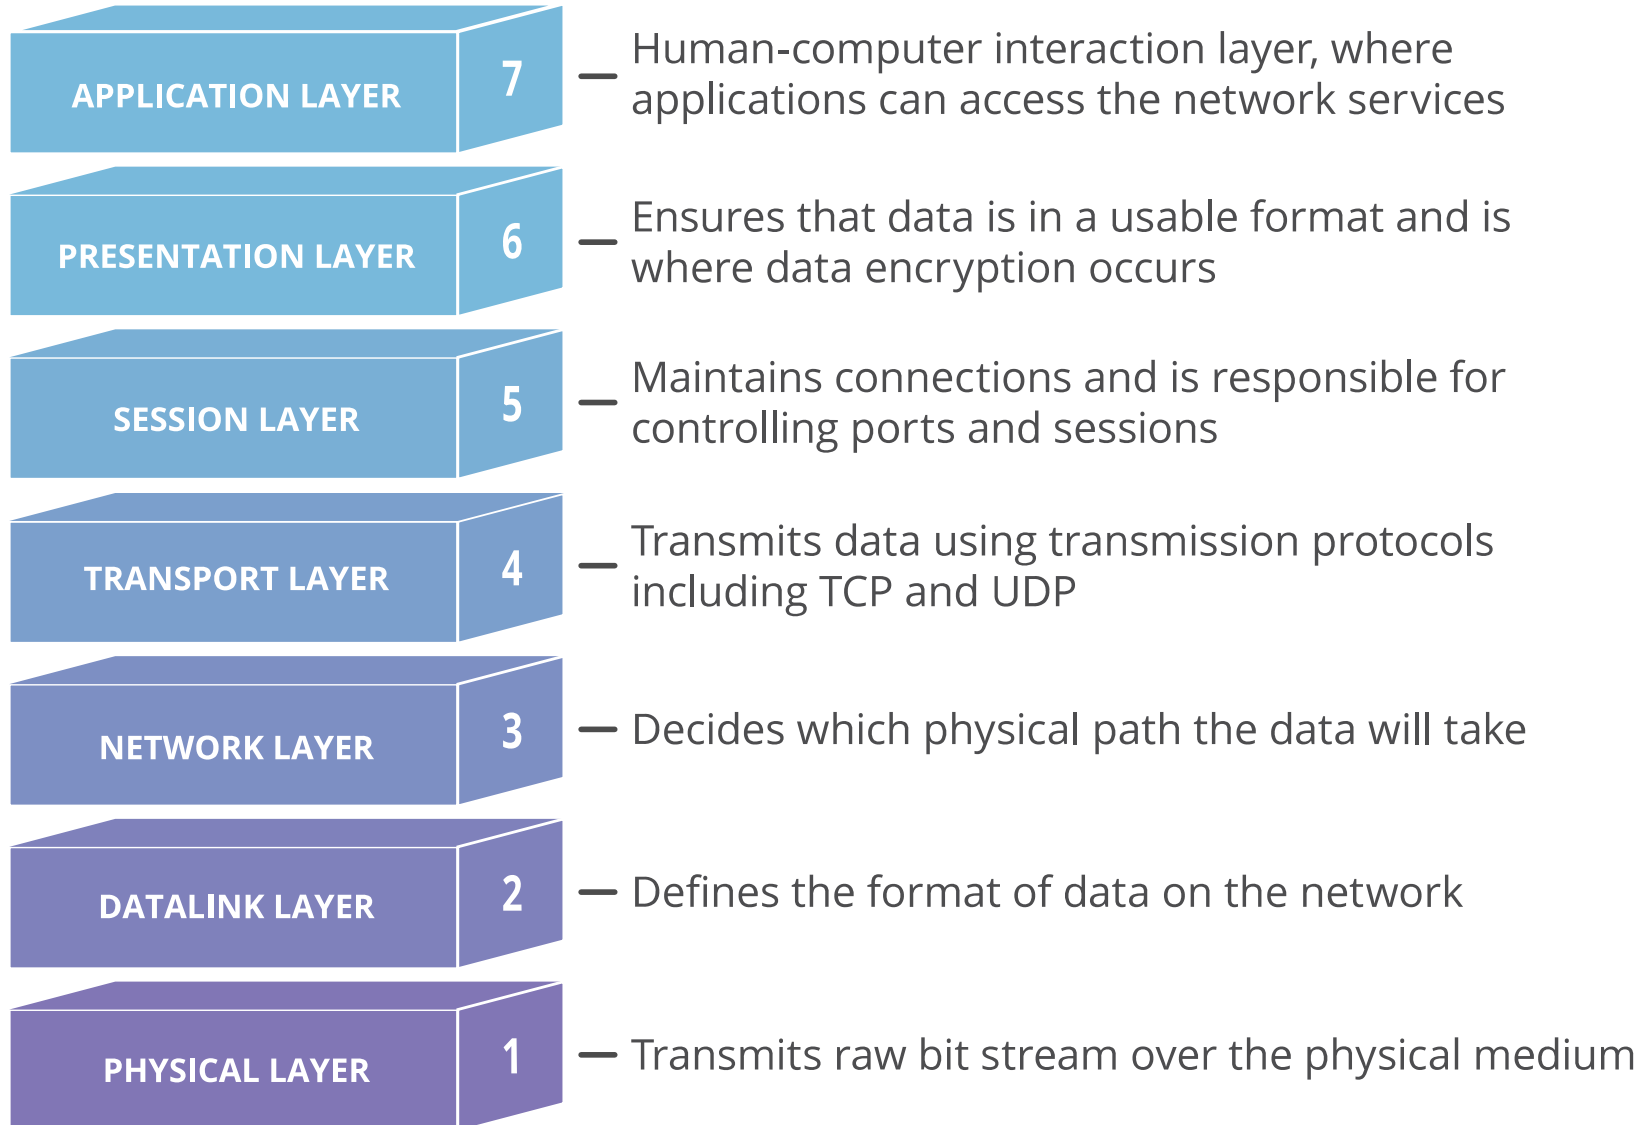 APPLICATION LAYER
7
Human-computer interaction layer, where
applications can access the network services
PRESENTATION LAYER
6
Ensures that data is in a usable format and is
where data encryption occurs
SESSION LAYER
5
Maintains connections and is responsible for
controlling ports and sessions
TRANSPORT LAYER
4
Transmits data using transmission protocols
including TCP and UDP
NETWORK LAYER
3
Decides which physical path the data will take
DATALINK LAYER
2
Defines the format of data on the network
PHYSICAL LAYER
1
Transmits raw bit stream over the physical medium